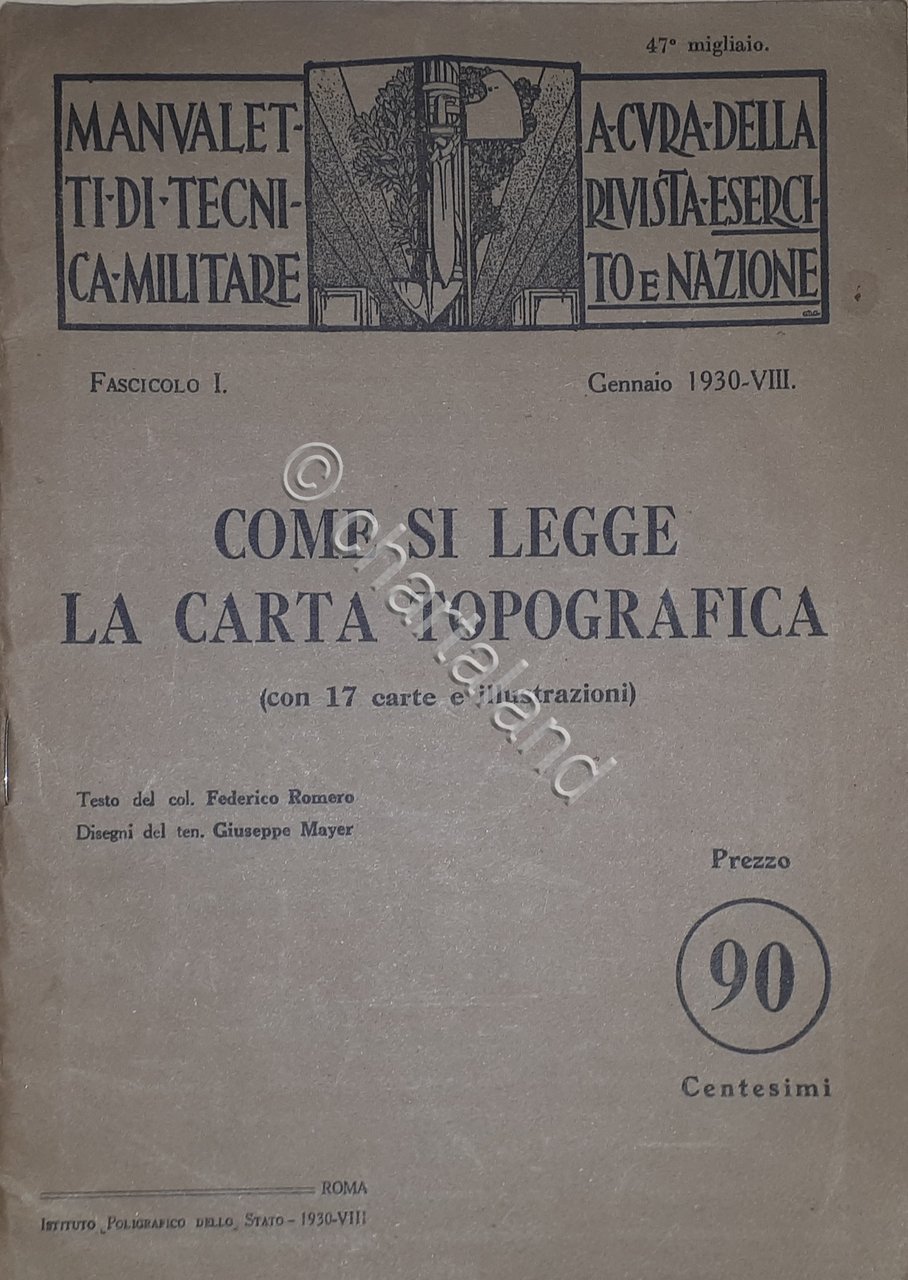 47° migliaio.
MANVALET-
TI·DI·TECNI-
CA·MILITARE
A·CVRA·DELLA
RIVISTA·ESERCI-
TO E NAZIONE
FASCICOLO I.
Gennaio 1930-VIII.
COME SI LEGGE
LA CARTA TOPOGRAFICA
(con 17 carte e illustrazioni)
Testo del col. Federico Romero
Disegni del ten. Giuseppe Mayer
Prezzo
90
Centesimi
ROMA
ISTITUTO POLIGRAFICO DELLO STATO - 1930-VIII
© chartaland